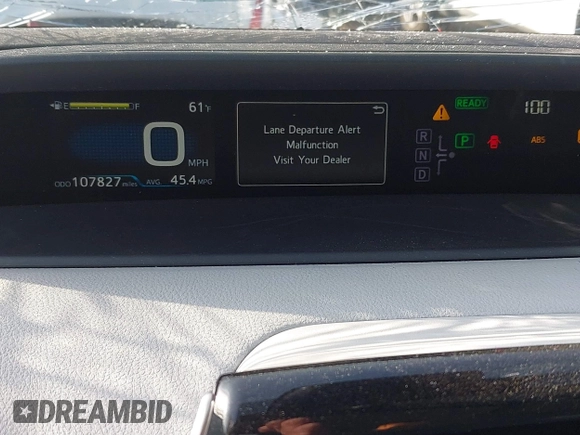 E F
61°F
READY
100
Lane Departure Alert
Malfunction
Visit Your Dealer
0 MPH
R
N
D
P
ABS
ODO 107827 miles AVG. 45.4 MPG
DREAMBID